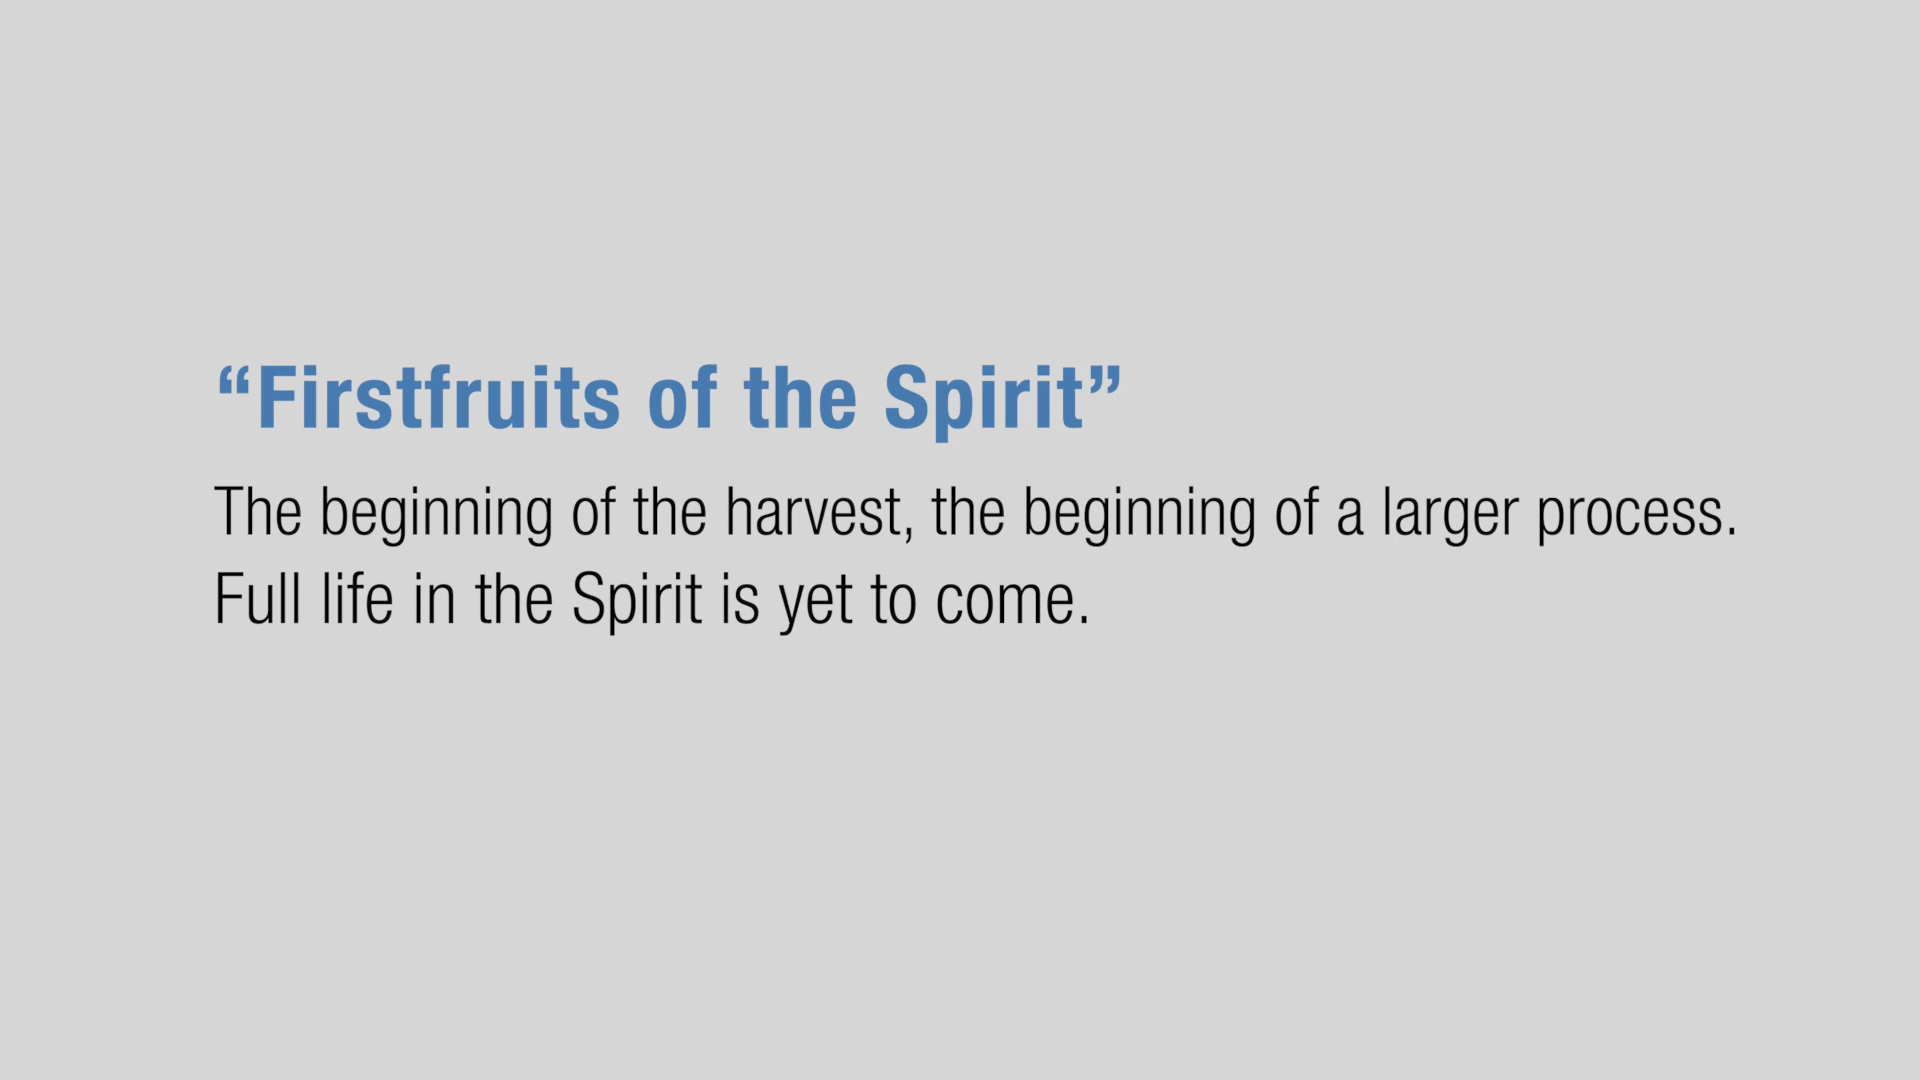 “Firstfruits of the Spirit”
The beginning of the harvest, the beginning of a larger process.
Full life in the Spirit is yet to come.